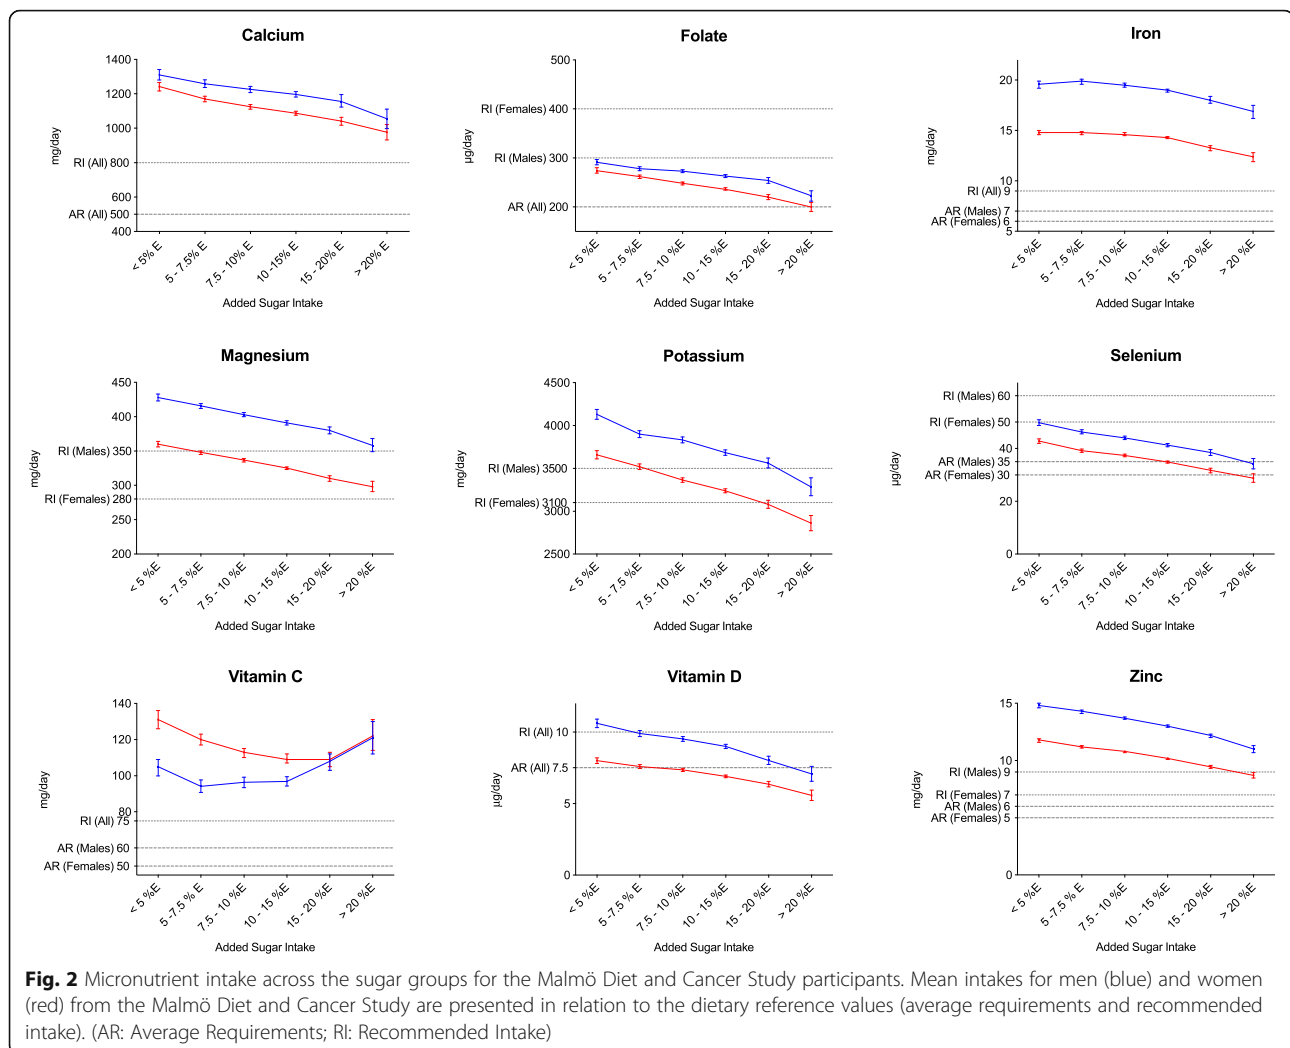 Calcium
1400
1200
1000
RI (All) 800
600
AR (All) 500
400
mg/day
< 5% E
5 - 7.5% E
7.5 - 10% E
10 -15% E
15 - 20% E
> 20% E
Added Sugar Intake
Folate
500
RI (Females) 400
RI (Males) 300
AR (All) 200
µg/day
< 5 %E
5 - 7.5 %E
7.5 - 10 %E
10 - 15 %E
15 - 20 %E
> 20 %E
Added Sugar Intake
Iron
20
15
10
RI (All) 9
AR (Males) 7
AR (Females) 6
5
mg/day
< 5 %E
5 - 7.5 %E
7.5 - 10 %E
10 - 15 %E
15 - 20 %E
> 20 %E
Added Sugar Intake
Magnesium
450
400
RI (Males) 350
300
RI (Females) 280
250
200
mg/day
< 5 %E
5 - 7.5 %E
7.5 - 10 %E
10 - 15 %E
15 - 20 %E
> 20 %E
Added Sugar Intake
Potassium
4500
4000
RI (Males) 3500
RI (Females) 3100
3000
2500
mg/day
< 5 %E
5 - 7.5 %E
7.5 - 10 %E
10 - 15 %E
15 - 20 %E
> 20 %E
Added Sugar Intake
Selenium
RI (Males) 60
RI (Females) 50
40
AR (Males) 35
AR (Females) 30
20
0
µg/day
< 5 %E
5 - 7.5 %E
7.5 - 10 %E
10 - 15 %E
15 - 20 %E
> 20 %E
Added Sugar Intake
Vitamin C
140
120
100
80
RI (All) 75
AR (Males) 60
AR (Females) 50
mg/day
< 5 %E
5 -7.5 % E
7.5 - 10 %E
10 - 15 %E
15 - 20 %E
> 20 %E
Added Sugar Intake
Vitamin D
RI (All) 10
AR (All) 7.5
5
0
µg/day
< 5 %E
5 -7.5 % E
7.5 - 10 %E
10 - 15 %E
15 - 20 %E
> 20 %E
Added Sugar Intake
Zinc
15
10
RI (Males) 9
RI (Females) 7
AR (Males) 6
AR (Females) 5
0
mg/day
< 5 %E
5 -7.5 % E
7.5 - 10 %E
10 - 15 %E
15 - 20 %E
> 20 %E
Added Sugar Intake
Fig. 2 Micronutrient intake across the sugar groups for the Malmö Diet and Cancer Study participants. Mean intakes for men (blue) and women
(red) from the Malmö Diet and Cancer Study are presented in relation to the dietary reference values (average requirements and recommended
intake). (AR: Average Requirements; RI: Recommended Intake)